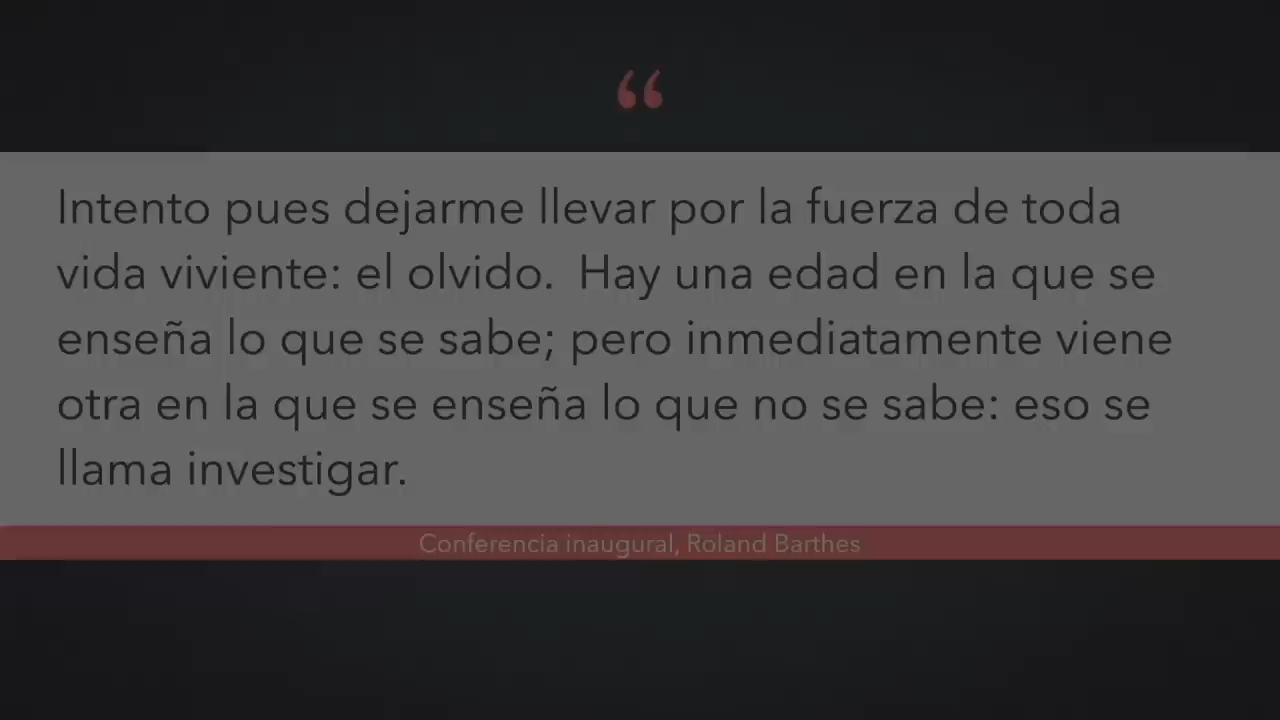 “
Intento pues dejarme llevar por la fuerza de toda
vida viviente: el olvido. Hay una edad en la que se
enseña lo que se sabe; pero inmediatamente viene
otra en la que se enseña lo que no se sabe: eso se
llama investigar.
Conferencia inaugural, Roland Barthes